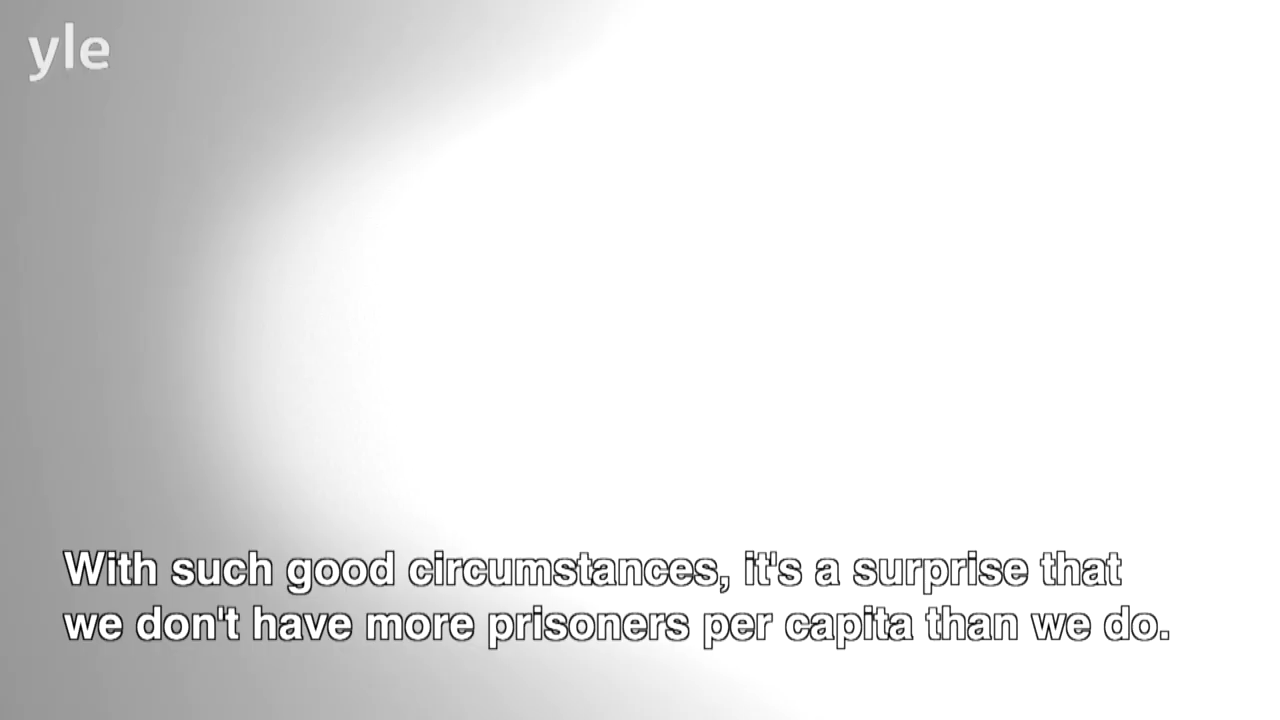 yle
With such good circumstances, it's a surprise that
we don't have more prisoners per capita than we do.